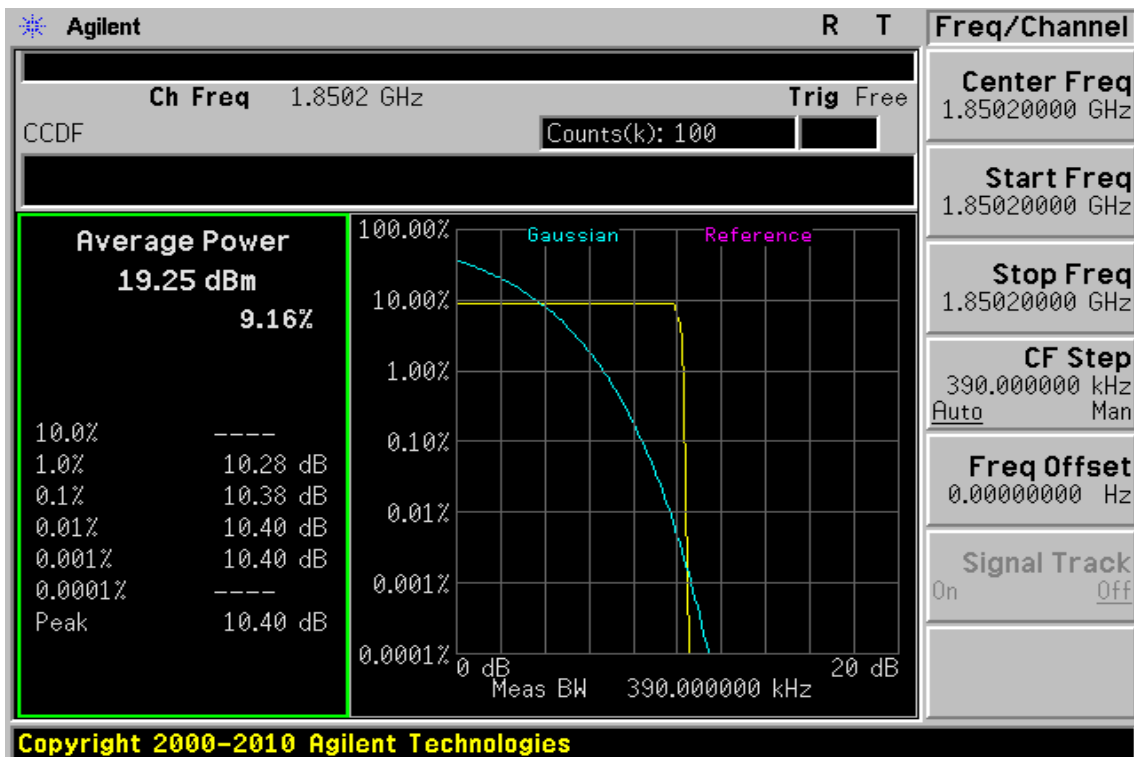 Agilent R T
Ch Freq 1.8502 GHz Trig Free
CCDF Counts(k): 100
Average Power
19.25 dBm
9.16%
10.0% ----
1.0% 10.28 dB
0.1% 10.38 dB
0.01% 10.40 dB
0.001% 10.40 dB
0.0001% ----
Peak 10.40 dB
100.00%
Gaussian Reference
10.00%
1.00%
0.10%
0.01%
0.001%
0.0001%
0 dB 20 dB
Meas BW 390.000000 kHz
Freq/Channel
Center Freq
1.85020000 GHz
Start Freq
1.85020000 GHz
Stop Freq
1.85020000 GHz
CF Step
390.000000 kHz
Auto Man
Freq Offset
0.00000000 Hz
Signal Track
On Off
Copyright 2000-2010 Agilent Technologies